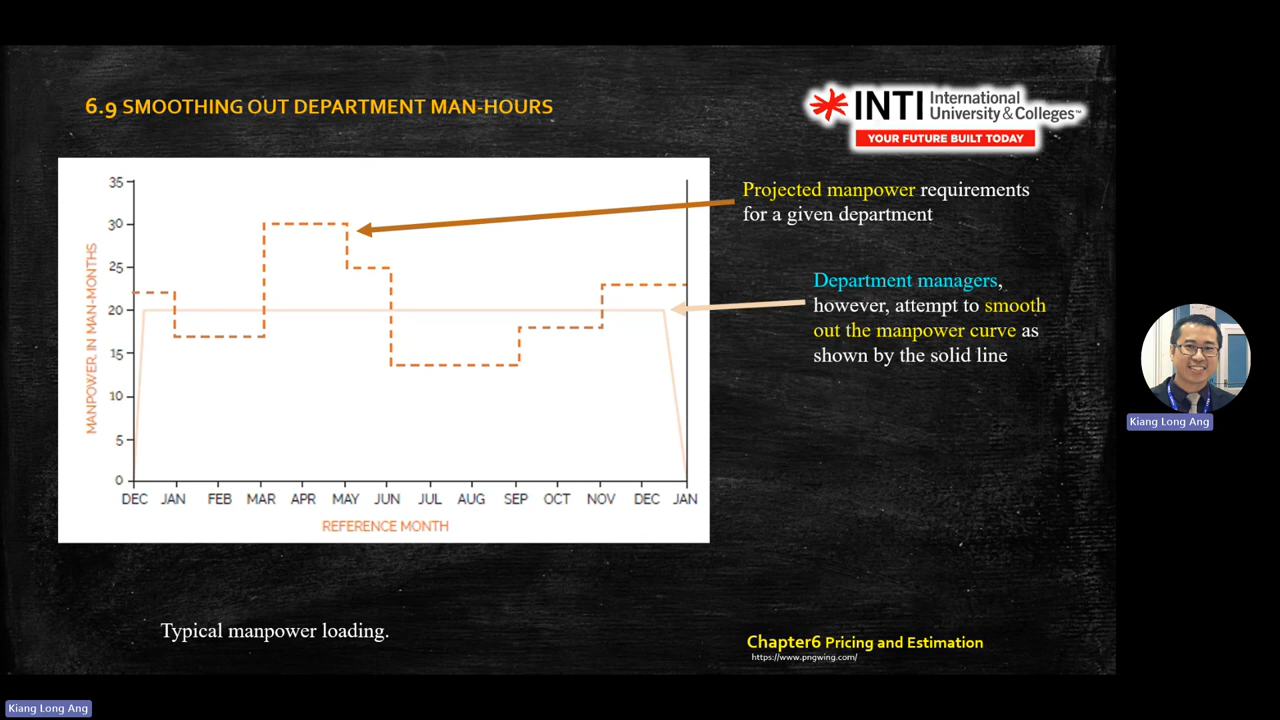 6.9 SMOOTHING OUT DEPARTMENT MAN-HOURS
INTI International
University & Colleges™
YOUR FUTURE BUILT TODAY
35
30
25
20
15
10
5
0
MANPOWER, IN MAN-MONTHS
DEC JAN FEB MAR APR MAY JUN JUL AUG SEP OCT NOV DEC JAN
REFERENCE MONTH
Projected manpower requirements
for a given department
Department managers,
however, attempt to smooth
out the manpower curve as
shown by the solid line
Kiang Long Ang
Typical manpower loading.
Chapter6 Pricing and Estimation
https://www.pngwing.com/
Kiang Long Ang